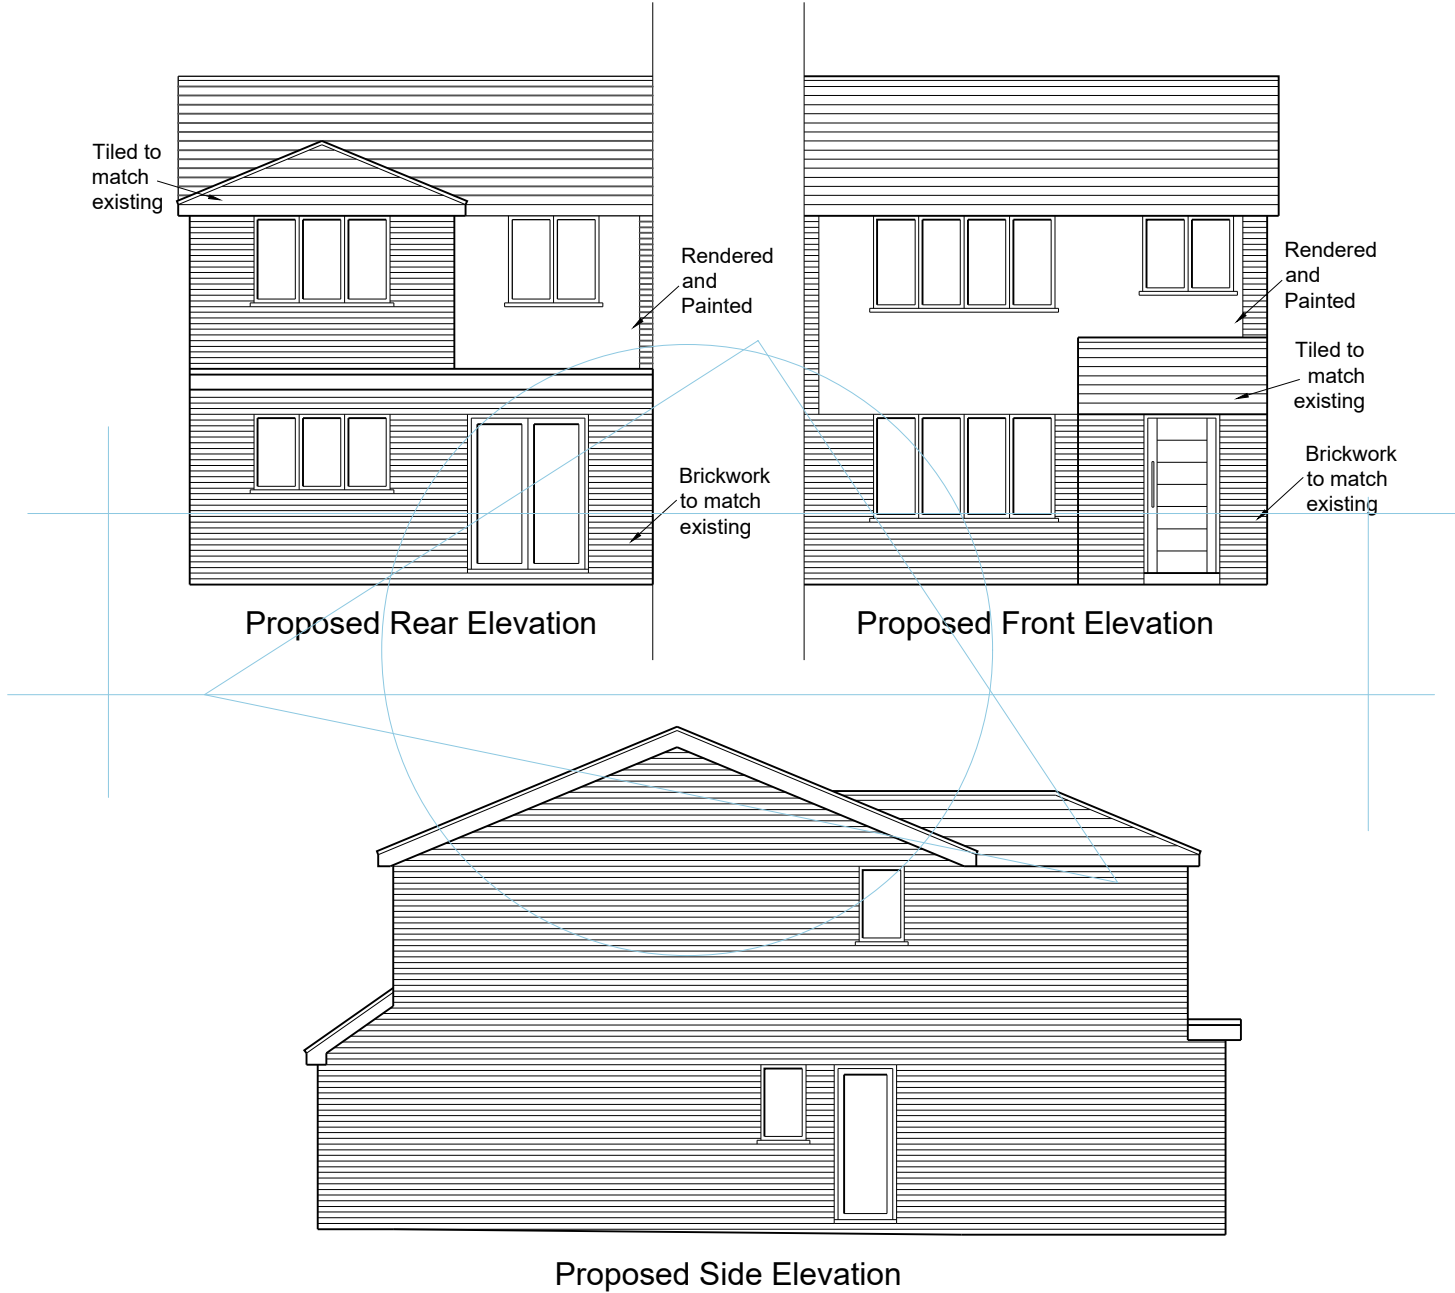 Tiled to
match
existing
Rendered
and
Painted
Brickwork
to match
existing
Proposed Rear Elevation
Rendered
and
Painted
Tiled to
match
existing
Brickwork
to match
existing
Proposed Front Elevation
Proposed Side Elevation